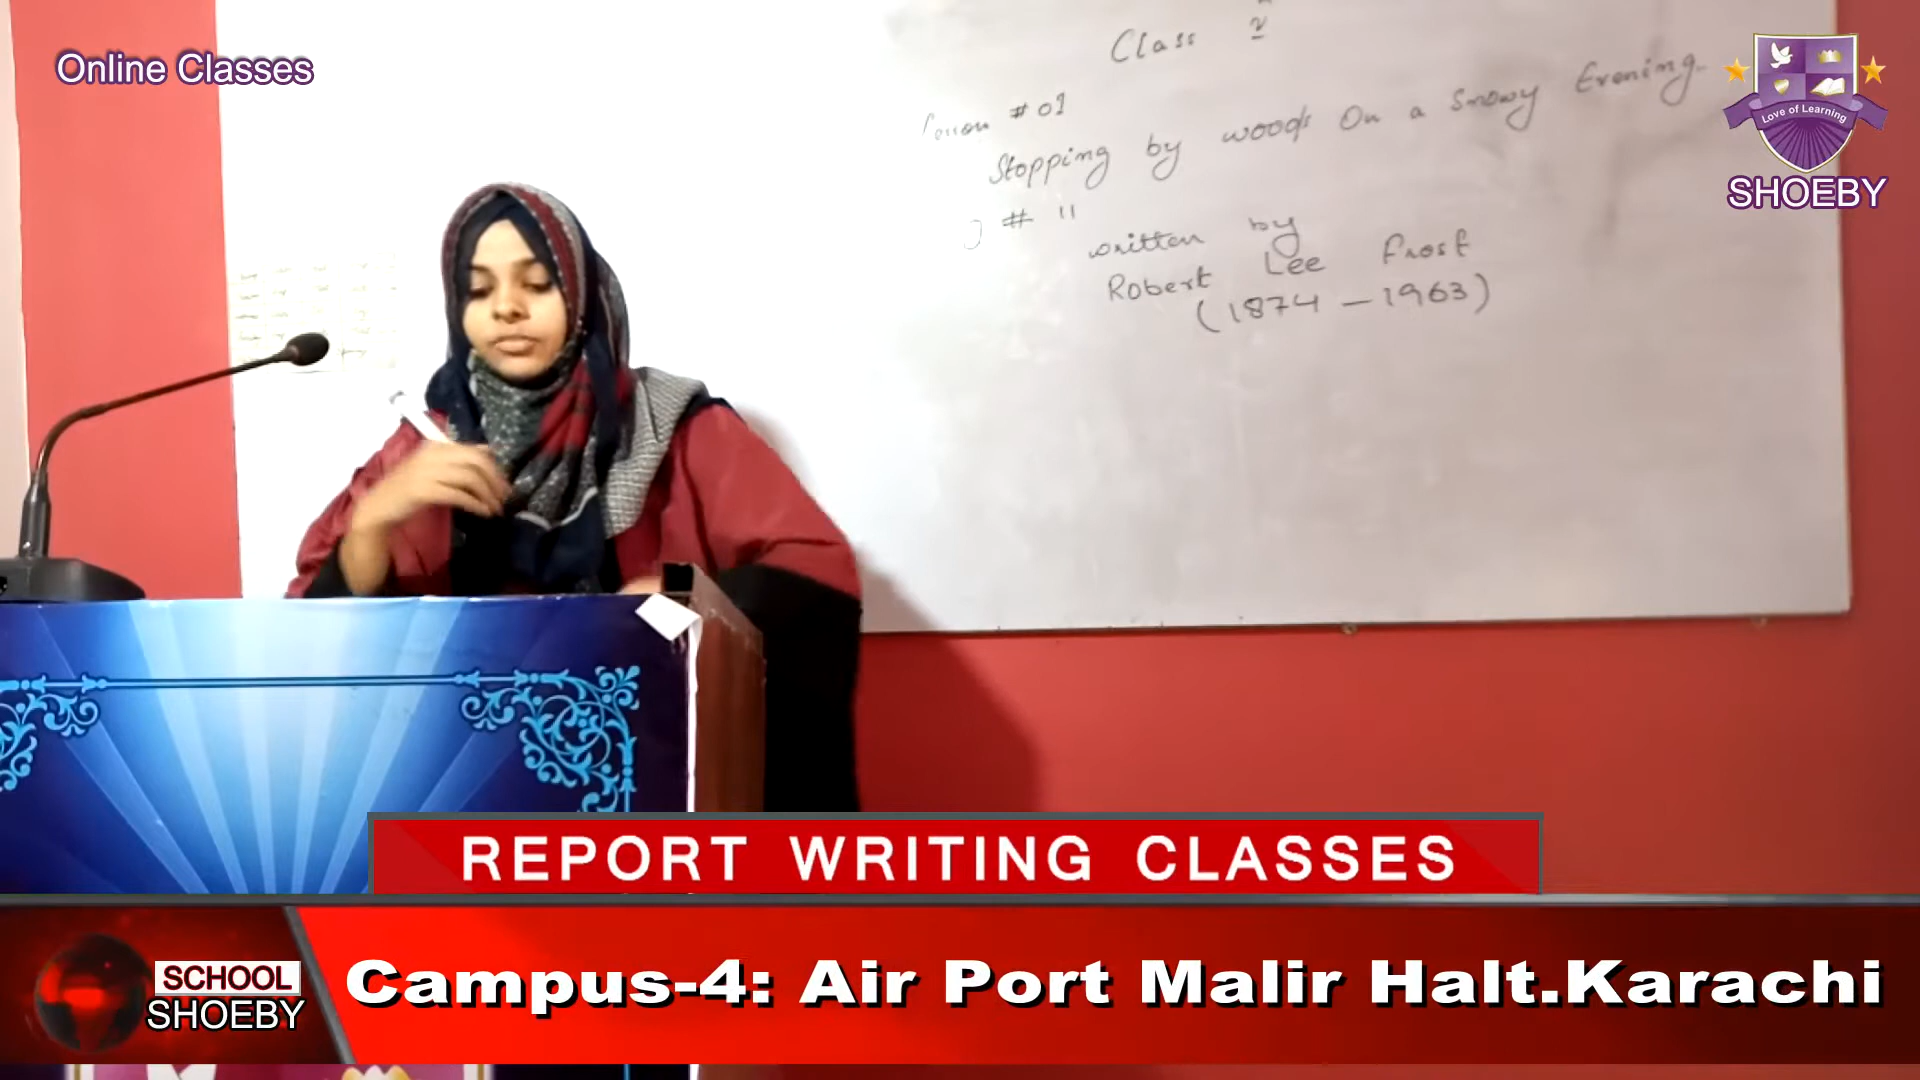 Online Classes
Class
# 01
Stopping by woods On a Snowy Evening.
# 11
written by
Robert Lee Frost
(1874 - 1963)
Love of Learning
SHOEBY
REPORT WRITING CLASSES
SCHOOL
SHOEBY
Campus-4: Air Port Malir Halt.Karachi